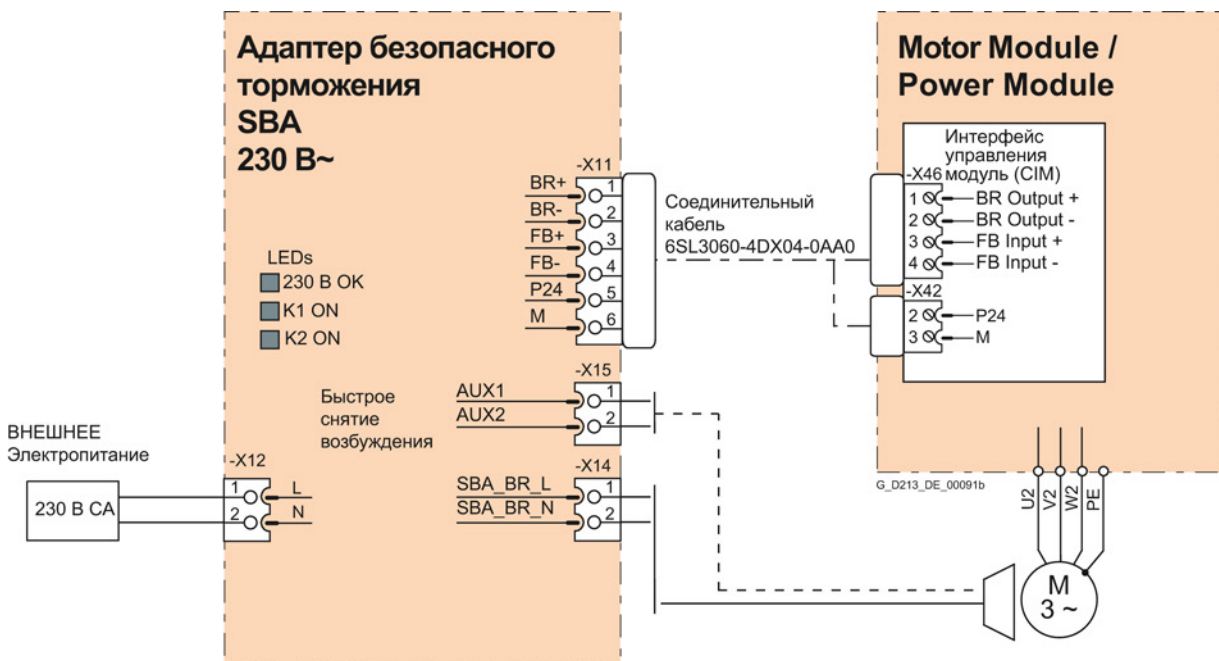 Адаптер безопасного
торможения
SBA
230 В~
Motor Module /
Power Module
Интерфейс
управления
модуль (CIM)
-X11
BR+
1
BR-
2
FB+
3
FB-
4
P24
5
M
6
Соединительный
кабель
6SL3060-4DX04-0AA0
-X46
1
BR Output +
2
BR Output -
3
FB Input +
4
FB Input -
-X42
2
P24
3
M
LEDs
230 В OK
K1 ON
K2 ON
Быстрое
снятие
возбуждения
-X15
AUX1
1
AUX2
2
ВНЕШНЕЕ
Электропитание
230 В CA
-X12
1
L
2
N
-X14
SBA_BR_L
1
SBA_BR_N
2
G_D213_DE_00091b
U2
V2
W2
PE
M
3 ~